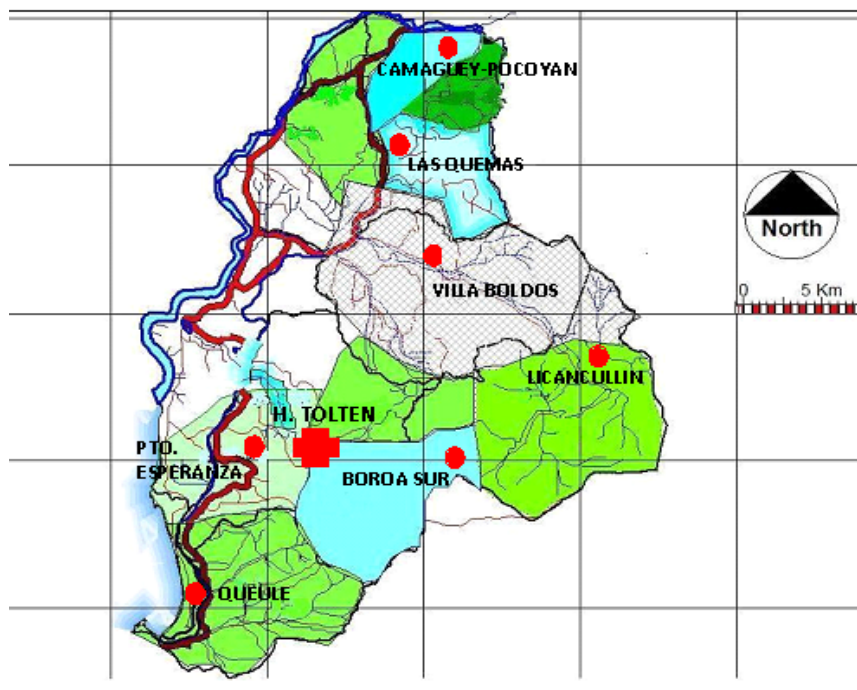 CAMAGUEY-POCOYAN
LAS QUEMAS
North
VILLA BOLDOS
0 5 Km
LICANCULLIN
H. TOLTEN
PTO.
ESPERANZA
BOROA SUR
QUEULE